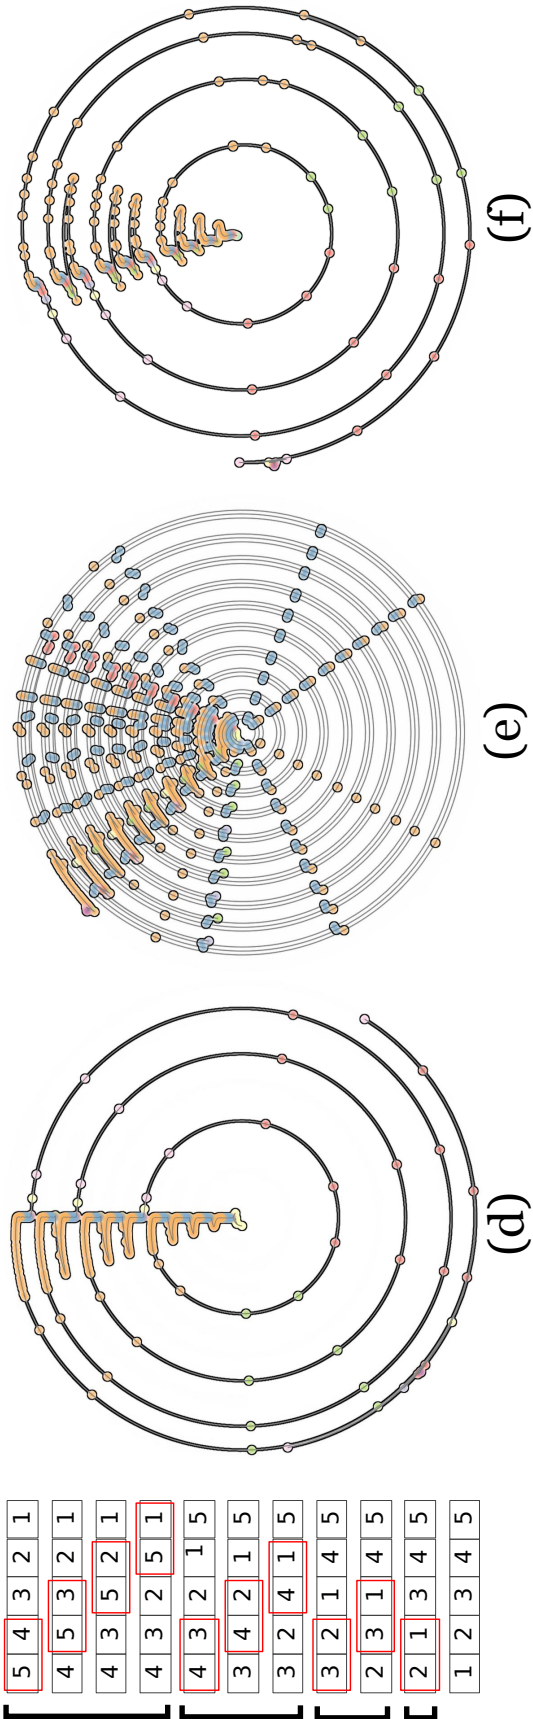 5 4 3 2 1
4 5 3 2 1
4 3 5 2 1
4 3 2 5 1
4 3 2 1 5
3 4 2 1 5
3 2 4 1 5
3 2 1 4 5
2 3 1 4 5
2 1 3 4 5
1 2 3 4 5
(d)
(e)
(f)